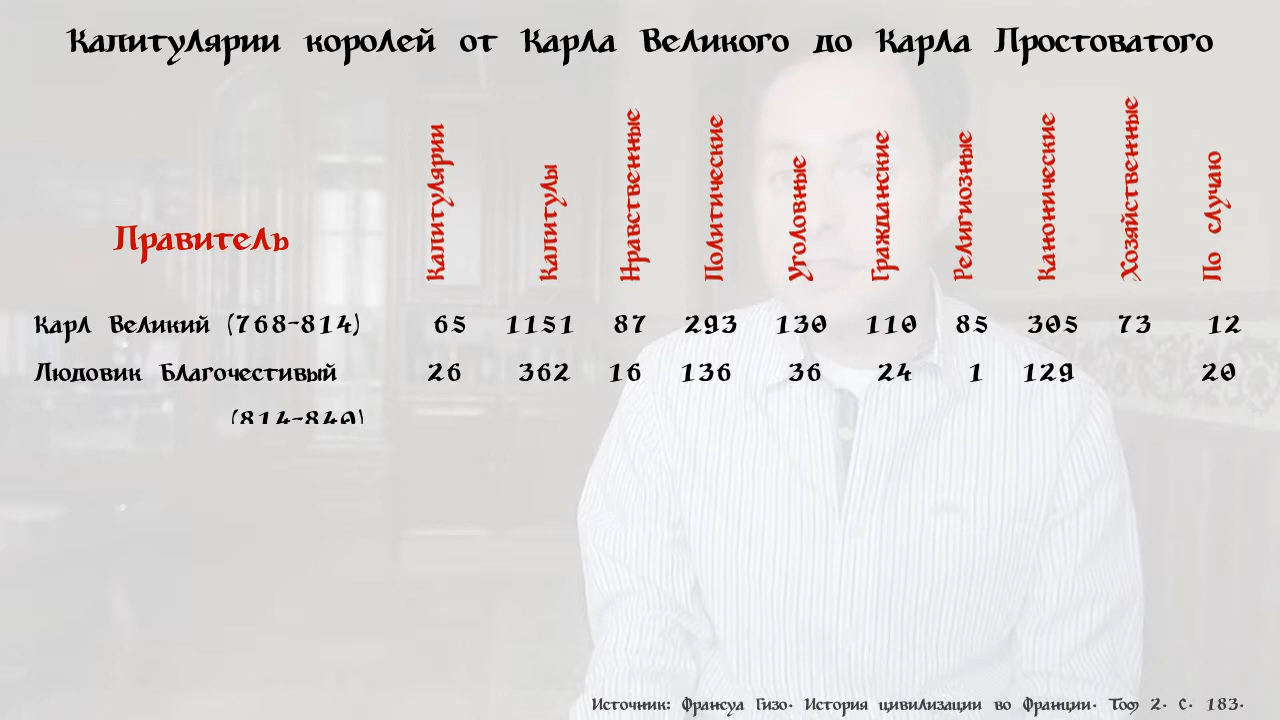 Капитулярии королей от Карла Великого до Карла Простоватого
Правитель Капитулярии Капитулы Нравственные Политические Уголовные Гражданские Религиозные Канонические Хозяйственные По случаю
Карл Великий (768-814) 65 1151 87 293 130 110 85 305 73 12
Людовик Благочестивый 26 362 16 136 36 24 1 129 20
(814-840)
Источник: Франсуа Гизо. История цивилизации во Франции. Том 2. С. 183.